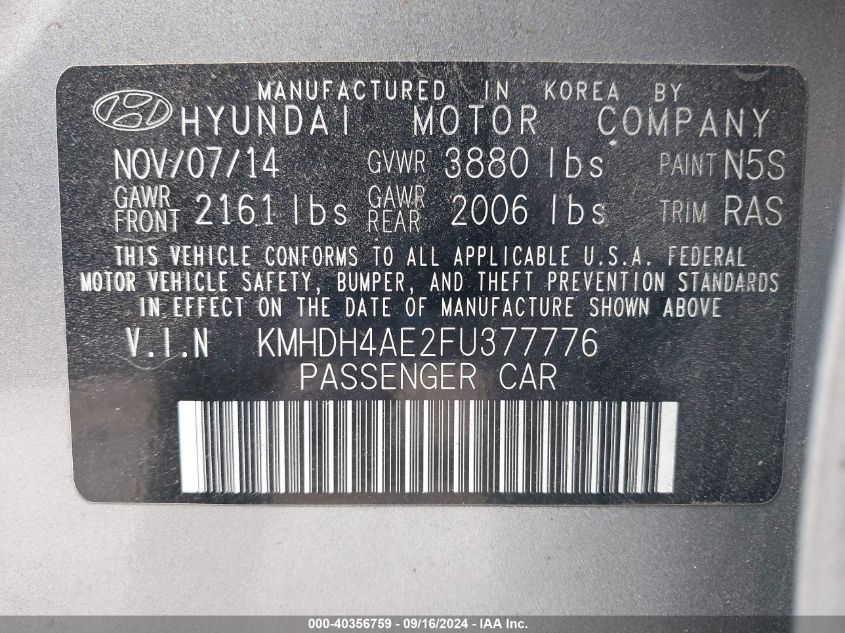 MANUFACTURED IN KOREA BY
HYUNDAI MOTOR COMPANY
NOV/07/14 GVWR 3880 lbs PAINT N5S
GAWR FRONT 2161 lbs GAWR REAR 2006 lbs TRIM RAS
THIS VEHICLE CONFORMS TO ALL APPLICABLE U.S.A. FEDERAL
MOTOR VEHICLE SAFETY, BUMPER, AND THEFT PREVENTION STANDARDS
IN EFFECT ON THE DATE OF MANUFACTURE SHOWN ABOVE
V.I.N KMHDH4AE2FU377776
PASSENGER CAR
000-40356759 - 09/16/2024 - IAA Inc.